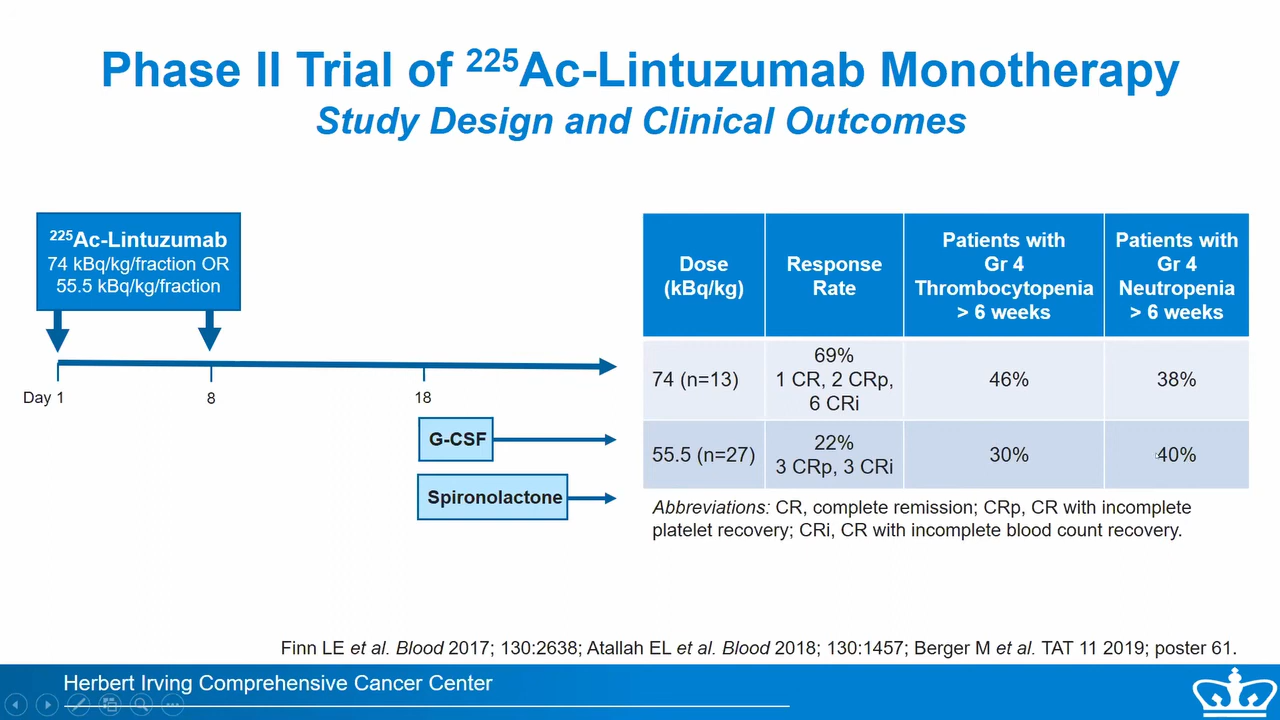 Phase II Trial of ²²⁵Ac-Lintuzumab Monotherapy
Study Design and Clinical Outcomes
²²⁵Ac-Lintuzumab
74 kBq/kg/fraction OR
55.5 kBq/kg/fraction
Day 1
8
18
G-CSF
Spironolactone
Dose
(kBq/kg)
Response
Rate
Patients with
Gr 4
Thrombocytopenia
> 6 weeks
Patients with
Gr 4
Neutropenia
> 6 weeks
74 (n=13)
69%
1 CR, 2 CRp,
6 CRi
46%
38%
55.5 (n=27)
22%
3 CRp, 3 CRi
30%
40%
Abbreviations: CR, complete remission; CRp, CR with incomplete
platelet recovery; CRi, CR with incomplete blood count recovery.
Finn LE et al. Blood 2017; 130:2638; Atallah EL et al. Blood 2018; 130:1457; Berger M et al. TAT 11 2019; poster 61.
Herbert Irving Comprehensive Cancer Center